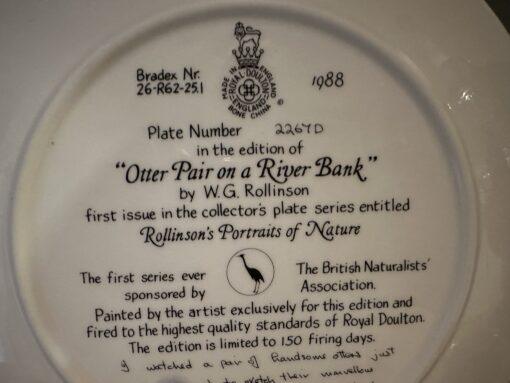 MADE IN ENGLAND
ROYAL DOULTON
ENGLAND
BONE CHINA
Bradex Nr.
26-R62-25.1
1988
Plate Number 2267D
in the edition of
"Otter Pair on a River Bank"
by W.G. Rollinson
first issue in the collector's plate series entitled
Rollinson's Portraits of Nature
The first series ever
sponsored by
The British Naturalists'
Association.
Painted by the artist exclusively for this edition and
fired to the highest quality standards of Royal Doulton.
The edition is limited to 150 firing days.
I watched a pair of handsome otters just
sketch their marvellous